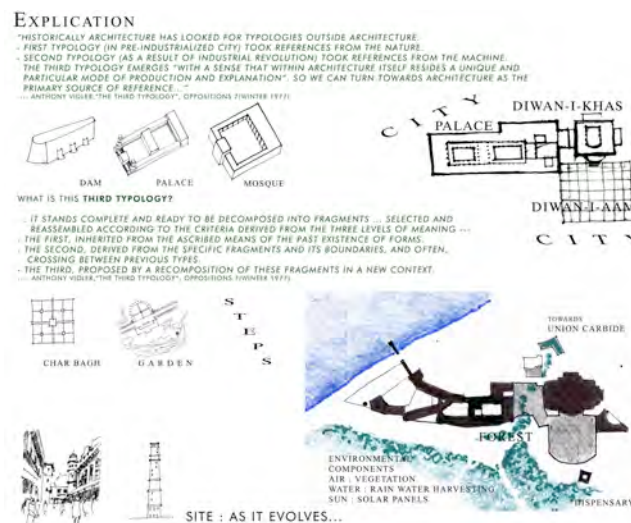 EXPLICATION
"HISTORICALLY ARCHITECTURE HAS LOOKED FOR TYPOLOGIES OUTSIDE ARCHITECTURE.
- FIRST TYPOLOGY (IN PRE-INDUSTRIALIZED CITY) TOOK REFERENCES FROM THE NATURE.
- SECOND TYPOLOGY (AS A RESULT OF INDUSTRIAL REVOLUTION) TOOK REFERENCES FROM THE MACHINE.
THE THIRD TYPOLOGY EMERGES "WITH A SENSE THAT WITHIN ARCHITECTURE ITSELF RESIDES A UNIQUE AND
PARTICULAR MODE OF PRODUCTION AND EXPLANATION". SO WE CAN TURN TOWARDS ARCHITECTURE AS THE
PRIMARY SOURCE OF REFERENCE..."
---- ANTHONY VIGLER,"THE THIRD TYPOLOGY", OPPOSITIONS 7(WINTER 1977)
CITY
DIWAN-I-KHAS
PALACE
DIWAN-I-AAM
CITY
DAM
PALACE
MOSQUE
WHAT IS THIS THIRD TYPOLOGY?
. IT STANDS COMPLETE AND READY TO BE DECOMPOSED INTO FRAGMENTS ... SELECTED AND
REASSEMBLED ACCORDING TO THE CRITERIA DERIVED FROM THE THREE LEVELS OF MEANING ---
. THE FIRST, INHERITED FROM THE ASCRIBED MEANS OF THE PAST EXISTENCE OF FORMS.
. THE SECOND, DERIVED FROM THE SPECIFIC FRAGMENTS AND ITS BOUNDARIES, AND OFTEN,
CROSSING BETWEEN PREVIOUS TYPES.
- THE THIRD, PROPOSED BY A RECOMPOSITION OF THESE FRAGMENTS IN A NEW CONTEXT.
---- ANTHONY VIGLER,"THE THIRD TYPOLOGY", OPPOSITIONS 7(WINTER 1977)
CHAR BAGH
GARDEN
STEPS
TOWARDS
UNION CARBIDE
FOREST
ENVIRONMENTAL
COMPONENTS
AIR : VEGETATION
WATER : RAIN WATER HARVESTING
SUN : SOLAR PANELS
DISPENSARY
SITE : AS IT EVOLVES...